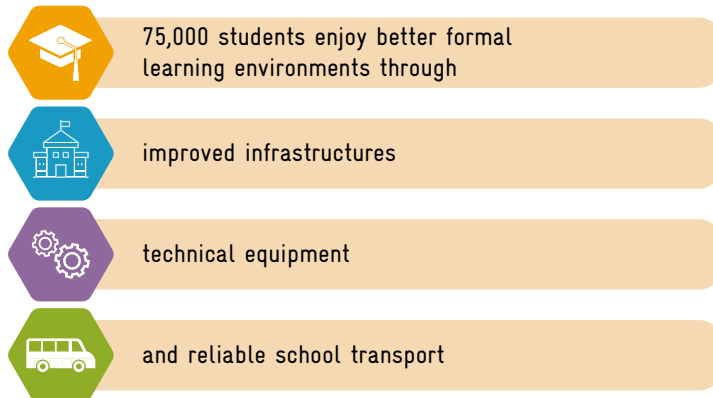 75,000 students enjoy better formal
learning environments through
improved infrastructures
technical equipment
and reliable school transport